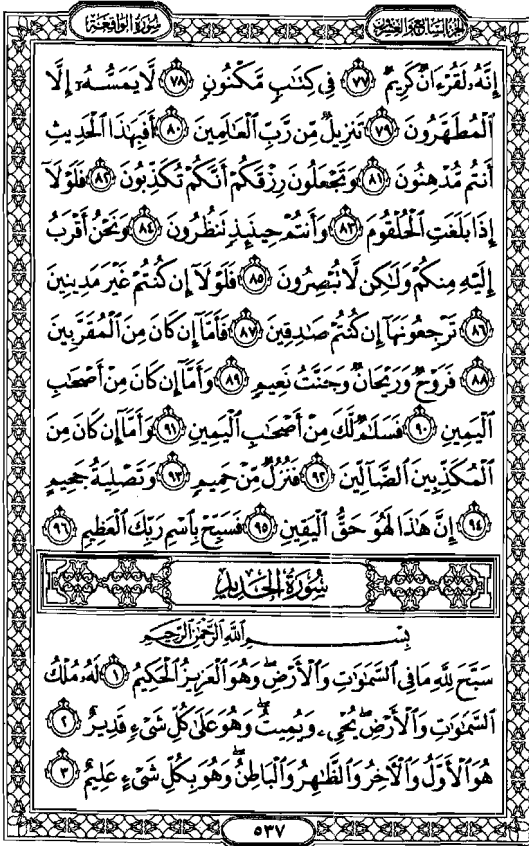 الجزء السابع والعشرون
سورة الواقعة
إِنَّهُۥ لَقُرْءَانٌ كَرِيمٌ ٧٧ فِى كِتَٰبٍ مَّكْنُونٍ ٧٨ لَّا يَمَسُّهُۥٓ إِلَّا
ٱلْمُطَهَّرُونَ ٧٩ تَنزِيلٌ مِّن رَّبِّ ٱلْعَٰلَمِينَ ٨٠ أَفَبِهَٰذَا ٱلْحَدِيثِ
أَنتُم مُّدْهِنُونَ ٨١ وَتَجْعَلُونَ رِزْقَكُمْ أَنَّكُمْ تُكَذِّبُونَ ٨٢ فَلَوْلَآ
إِذَا بَلَغَتِ ٱلْحُلْقُومَ ٨٣ وَأَنتُمْ حِينَئِذٍ تَنظُرُونَ ٨٤ وَنَحْنُ أَقْرَبُ
إِلَيْهِ مِنكُمْ وَلَٰكِن لَّا تُبْصِرُونَ ٨٥ فَلَوْلَآ إِن كُنتُمْ غَيْرَ مَدِينِينَ
٨٦ تَرْجِعُونَهَآ إِن كُنتُمْ صَٰدِقِينَ ٨٧ فَأَمَّآ إِن كَانَ مِنَ ٱلْمُقَرَّبِينَ
٨٨ فَرَوْحٌ وَرَيْحَانٌ وَجَنَّتُ نَعِيمٍ ٨٩ وَأَمَّآ إِن كَانَ مِنْ أَصْحَٰبِ
ٱلْيَمِينِ ٩٠ فَسَلَٰمٌ لَّكَ مِنْ أَصْحَٰبِ ٱلْيَمِينِ ٩١ وَأَمَّآ إِن كَانَ مِنَ
ٱلْمُكَذِّبِينَ ٱلضَّآلِّينَ ٩٢ فَنُزُلٌ مِّنْ حَمِيمٍ ٩٣ وَتَصْلِيَةُ جَحِيمٍ
٩٤ إِنَّ هَٰذَا لَهُوَ حَقُّ ٱلْيَقِينِ ٩٥ فَسَبِّحْ بِٱسْمِ رَبِّكَ ٱلْعَظِيمِ ٩٦
سُورَةُ الحَدِيدِ
بِسْمِ ٱللَّهِ ٱلرَّحْمَٰنِ ٱلرَّحِيمِ
سَبَّحَ لِلَّهِ مَا فِى ٱلسَّمَٰوَٰتِ وَٱلْأَرْضِ وَهُوَ ٱلْعَزِيزُ ٱلْحَكِيمُ ١ لَهُۥ مُلْكُ
ٱلسَّمَٰوَٰتِ وَٱلْأَرْضِ يُحْىِۦ وَيُمِيتُ وَهُوَ عَلَىٰ كُلِّ شَىْءٍ قَدِيرٌ ٢
هُوَ ٱلْأَوَّلُ وَٱلْءَاخِرُ وَٱلظَّٰهِرُ وَٱلْبَاطِنُ وَهُوَ بِكُلِّ شَىْءٍ عَلِيمٌ ٣
٥٣٧